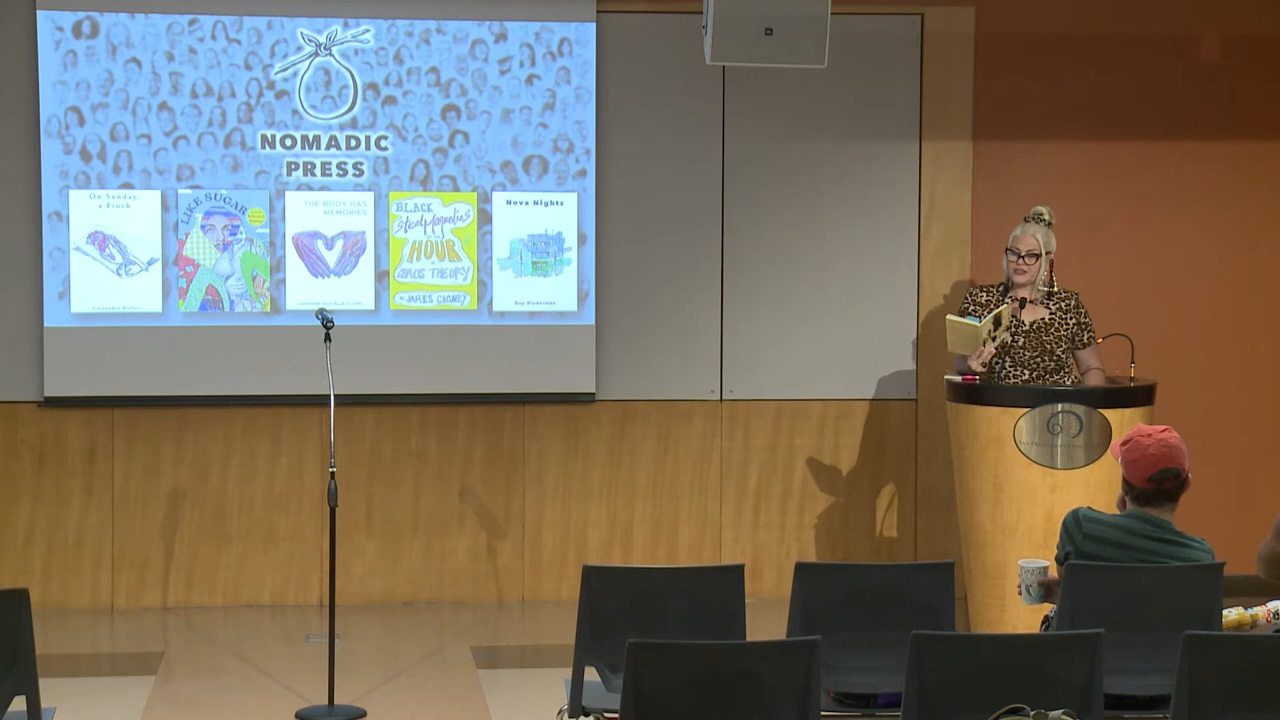 NOMADIC
PRESS
On Sunday,
a Finch
LIKE SUGAR
THE BODY HAS
MEMORIES
BLACK
Steel Magnolias
HOUR
CHAOS THEORY
by JAMES CAGNEY
Nova Nights